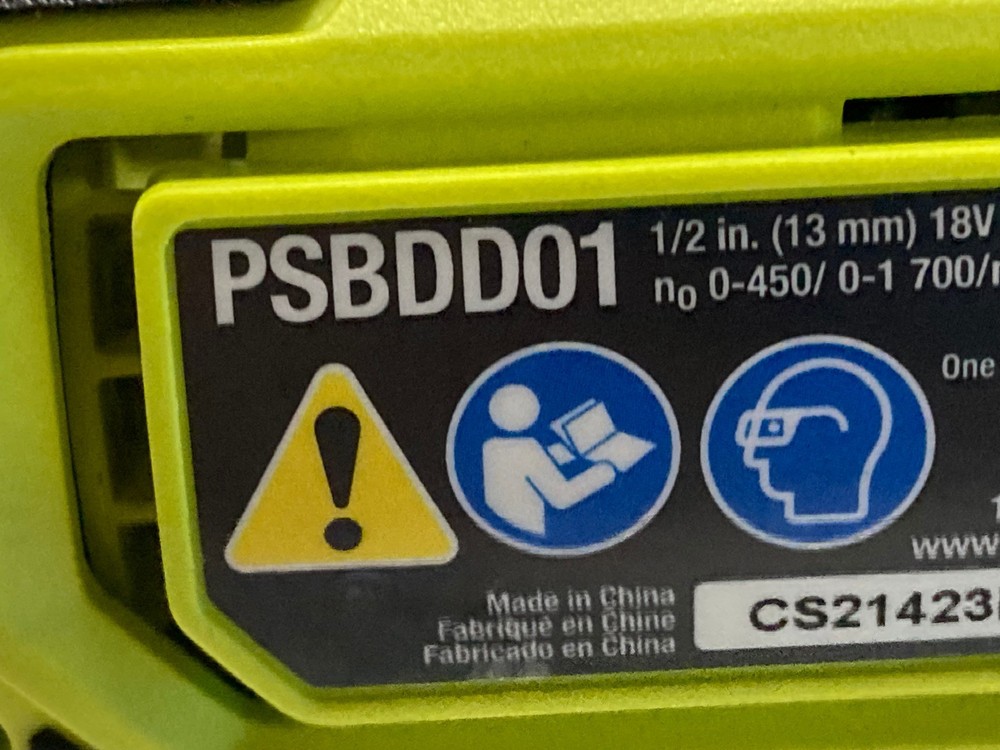 PSBDD01
1/2 in. (13 mm) 18V
n₀ 0-450/ 0-1 700/
One
www
Made in China
Fabriqué en Chine
Fabricado en China
CS21423